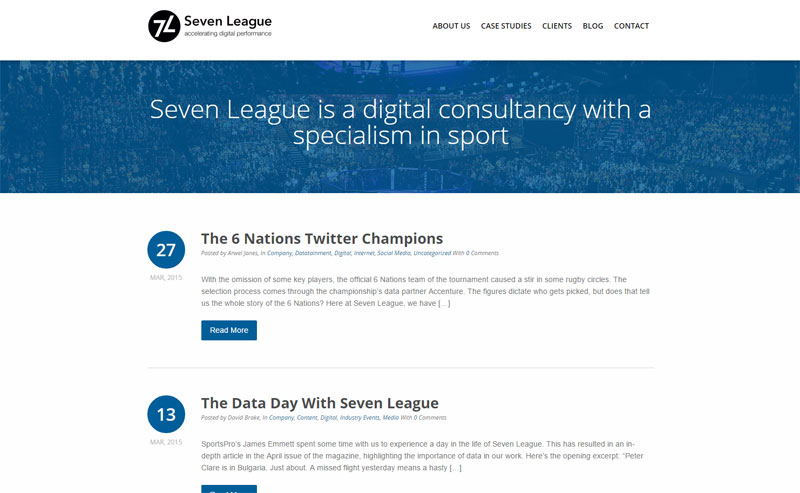 7L Seven League
accelerating digital performance
ABOUT US CASE STUDIES CLIENTS BLOG CONTACT
Seven League is a digital consultancy with a
specialism in sport
27
MAR, 2015
The 6 Nations Twitter Champions
Posted by Arwel Jones, In Company, Datatainment, Digital, Internet, Social Media, Uncategorized With 0 Comments
With the omission of some key players, the official 6 Nations team of the tournament caused a stir in some rugby circles. The
selection process comes through the championship's data partner Accenture. The figures dictate who gets picked, but does that tell
us the whole story of the 6 Nations? Here at Seven League, we have [...]
Read More
13
MAR, 2015
The Data Day With Seven League
Posted by David Brake, In Company, Content, Digital, Industry Events, Media With 0 Comments
SportsPro's James Emmett spent some time with us to experience a day in the life of Seven League. This has resulted in an in-
depth article in the April issue of the magazine, highlighting the importance of data in our work. Here's the opening excerpt: “Peter
Clare is in Bulgaria. Just about. A missed flight yesterday means a hasty [...]
Read More